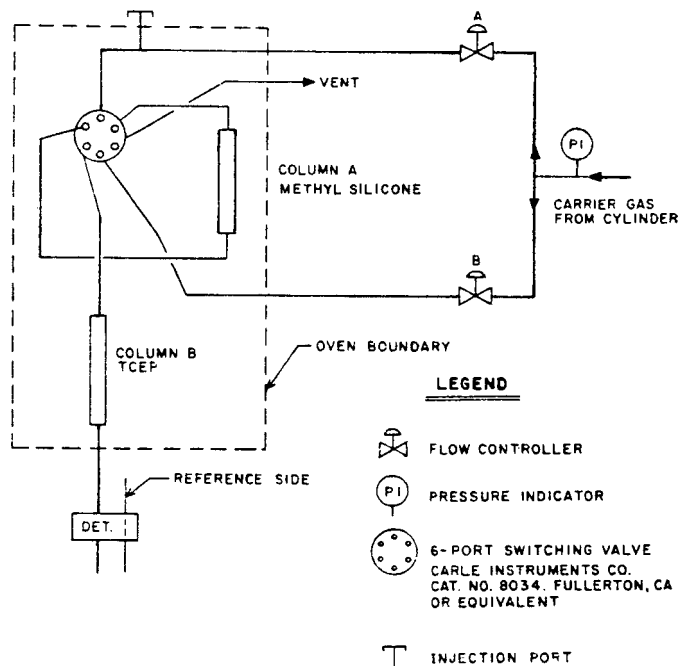 A
VENT
PI
COLUMN A
METHYL SILICONE
CARRIER GAS
FROM CYLINDER
B
COLUMN B
TCEP
OVEN BOUNDARY
LEGEND
FLOW CONTROLLER
REFERENCE SIDE
PI
PRESSURE INDICATOR
DET.
6-PORT SWITCHING VALVE
CARLE INSTRUMENTS CO.
CAT. NO. 8034. FULLERTON, CA
OR EQUIVALENT
INJECTION PORT